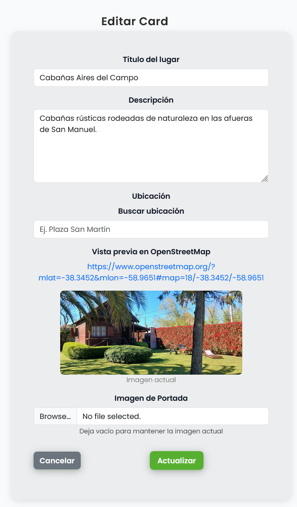 Editar Card
Título del lugar
Cabañas Aires del Campo
Descripción
Cabañas rústicas rodeadas de naturaleza en las afueras
de San Manuel.
Ubicación
Buscar ubicación
Ej. Plaza San Martín
Vista previa en OpenStreetMap
https://www.openstreetmap.org/?
mlat=-38.3452&mlon=-58.9651#map=18/-38.3452/-58.9651
Imagen actual
Imagen de Portada
Browse... No file selected.
Deja vacío para mantener la imagen actual
Cancelar Actualizar